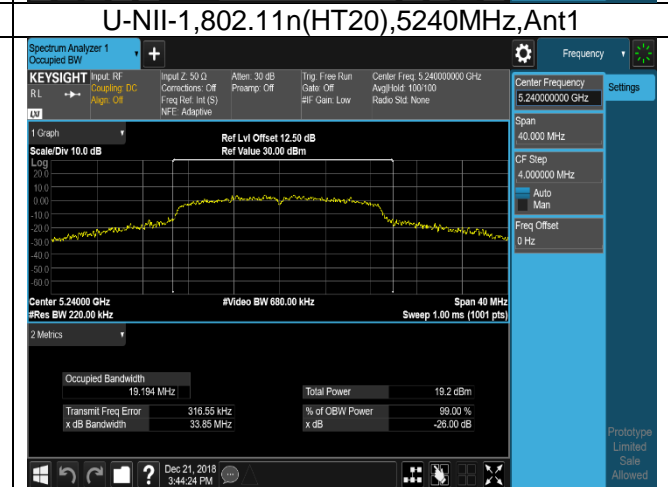 U-NII-1,802.11n(HT20),5240MHz,Ant1
Spectrum Analyzer 1
Occupied BW
+
Frequency
KEYSIGHT
RL
LXI
Input: RF
Coupling: DC
Align: Off
Input Z: 50 Ω
Corrections: Off
Freq Ref: Int (S)
NFE: Adaptive
Atten: 30 dB
Preamp: Off
Trig: Free Run
Gate: Off
#IF Gain: Low
Center Freq: 5.240000000 GHz
Avg|Hold: 100/100
Radio Std: None
Center Frequency
5.240000000 GHz
Settings
Span
40.000 MHz
CF Step
4.000000 MHz
Auto
Man
Freq Offset
0 Hz
1 Graph
Scale/Div 10.0 dB
Ref Lvl Offset 12.50 dB
Ref Value 30.00 dBm
Log
20.0
10.0
0.00
-10.0
-20.0
-30.0
-40.0
-50.0
-60.0
Center 5.24000 GHz
#Res BW 220.00 kHz
#Video BW 680.00 kHz
Span 40 MHz
Sweep 1.00 ms (1001 pts)
2 Metrics
Occupied Bandwidth
19.194 MHz
Total Power 19.2 dBm
Transmit Freq Error 316.55 kHz
% of OBW Power 99.00 %
x dB Bandwidth 33.85 MHz
x dB -26.00 dB
Prototype
Limited
Sale
Allowed
?
Dec 21, 2018
3:44:24 PM